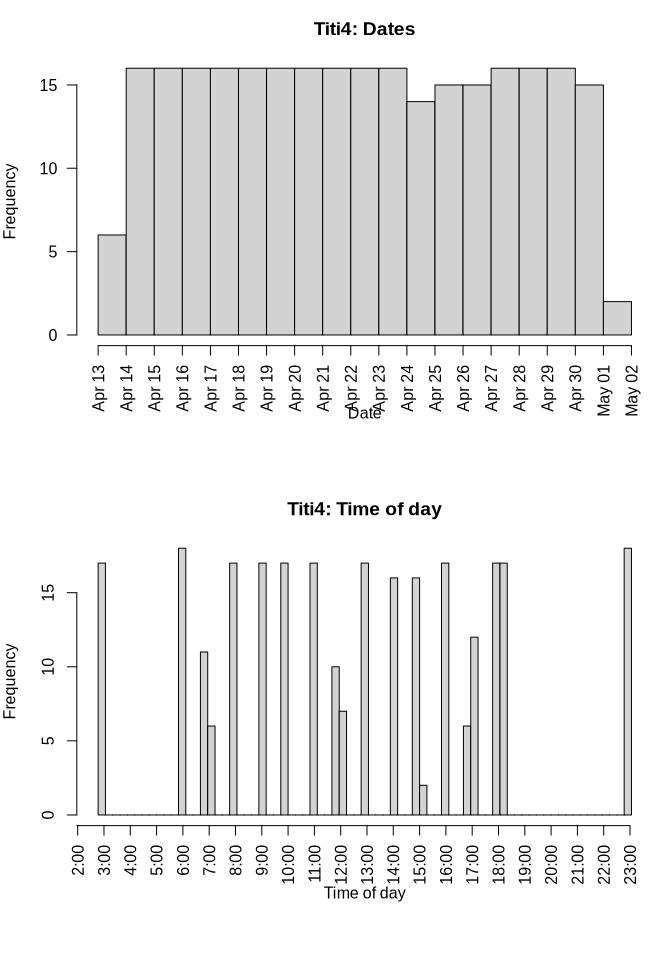 Titi4: Dates
Frequency
15
10
5
0
Apr 13 Apr 14 Apr 15 Apr 16 Apr 17 Apr 18 Apr 19 Apr 20 Apr 21 Apr 22 Apr 23 Apr 24 Apr 25 Apr 26 Apr 27 Apr 28 Apr 29 Apr 30 May 01 May 02
Date
Titi4: Time of day
Frequency
15
10
5
0
2:00 3:00 4:00 5:00 6:00 7:00 8:00 9:00 10:00 11:00 12:00 13:00 14:00 15:00 16:00 17:00 18:00 19:00 20:00 21:00 22:00 23:00
Time of day